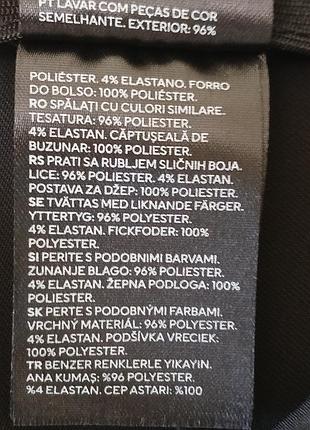 PT LAVAR COM PEÇAS DE COR
SEMELHANTE. EXTERIOR: 96%
POLIÉSTER. 4% ELASTANO. FORRO
DO BOLSO: 100% POLIÉSTER.
RO SPĂLAȚI CU CULORI SIMILARE.
TESATURA: 96% POLIESTER.
4% ELASTAN. CĂPTUȘEALĂ DE
BUZUNAR: 100% POLIESTER.
RS PRATI SA RUBLJEM SLIČNIH BOJA.
LICE: 96% POLIESTER. 4% ELASTAN.
POSTAVA ZA DŽEP: 100% POLIESTER.
SE TVÄTTAS MED LIKNANDE FÄRGER.
YTTERTYG: 96% POLYESTER.
4% ELASTAN. FICKFODER: 100%
POLYESTER.
SI PERITE S PODOBNIMI BARVAMI.
ZUNANJE BLAGO: 96% POLIESTER.
4% ELASTAN. ŽEPNA PODLOGA: 100%
POLIESTER.
SK PERTE S PODOBNÝMI FARBAMI.
VRCHNÝ MATERIÁL: 96% POLYESTER.
4% ELASTAN. PODŠÍVKA VRECIEK:
100% POLYESTER.
TR BENZER RENKLERLE YIKAYIN.
ANA KUMAŞ: %96 POLYESTER.
%4 ELASTAN. CEP ASTARI: %100